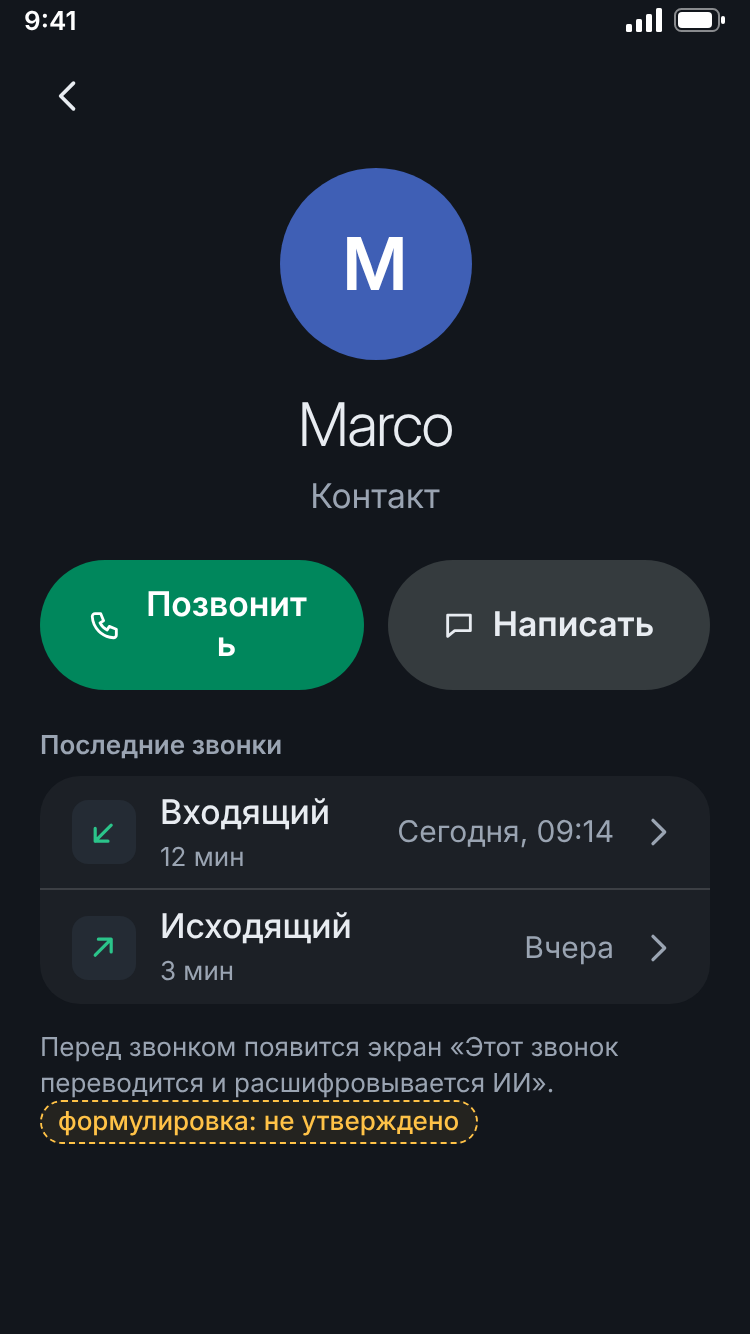 9:41
M
Marco
Контакт
Позвонит
ь
Написать
Последние звонки
Входящий
Сегодня, 09:14
12 мин
Исходящий
Вчера
3 мин
Перед звонком появится экран «Этот звонок
переводится и расшифровывается ИИ».
формулировка: не утверждено